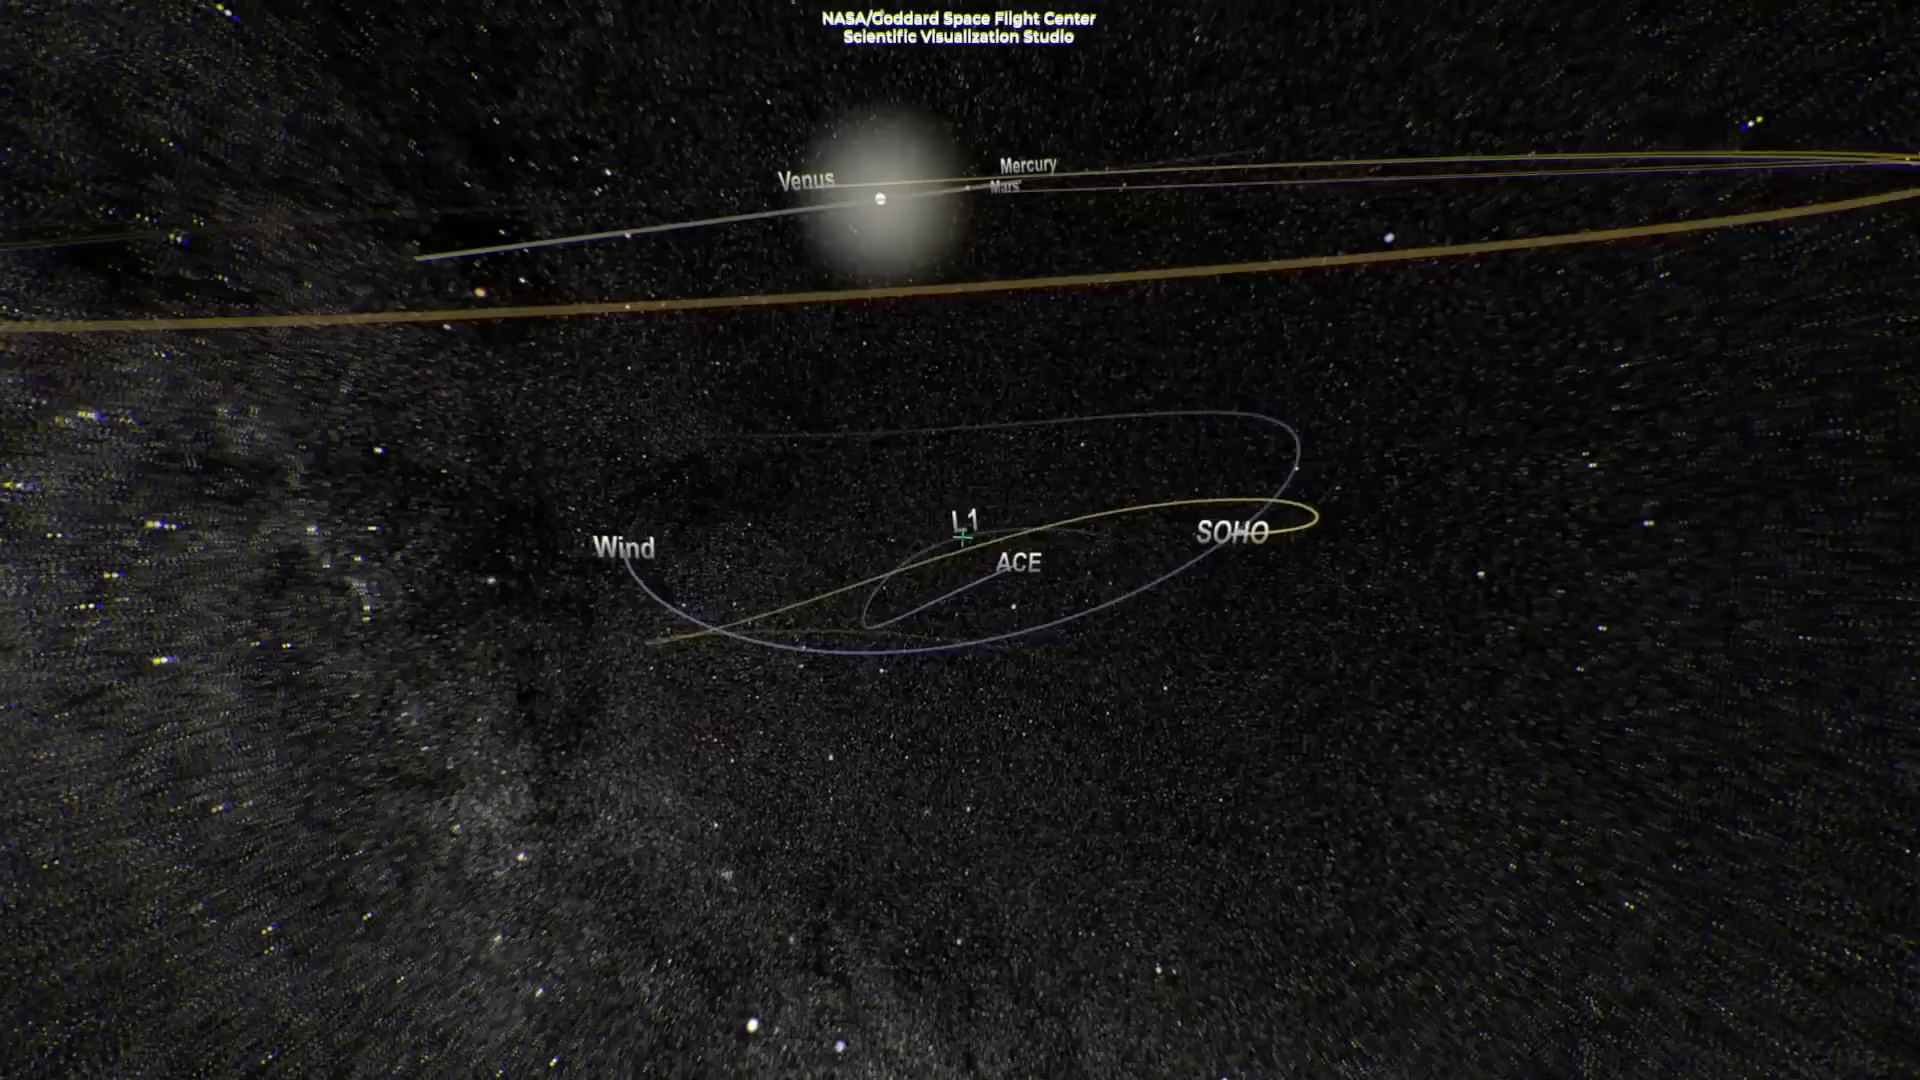 NASA/Goddard Space Flight Center
Scientific Visualization Studio
Mercury
Venus
Mars
L1
SOHO
Wind
ACE